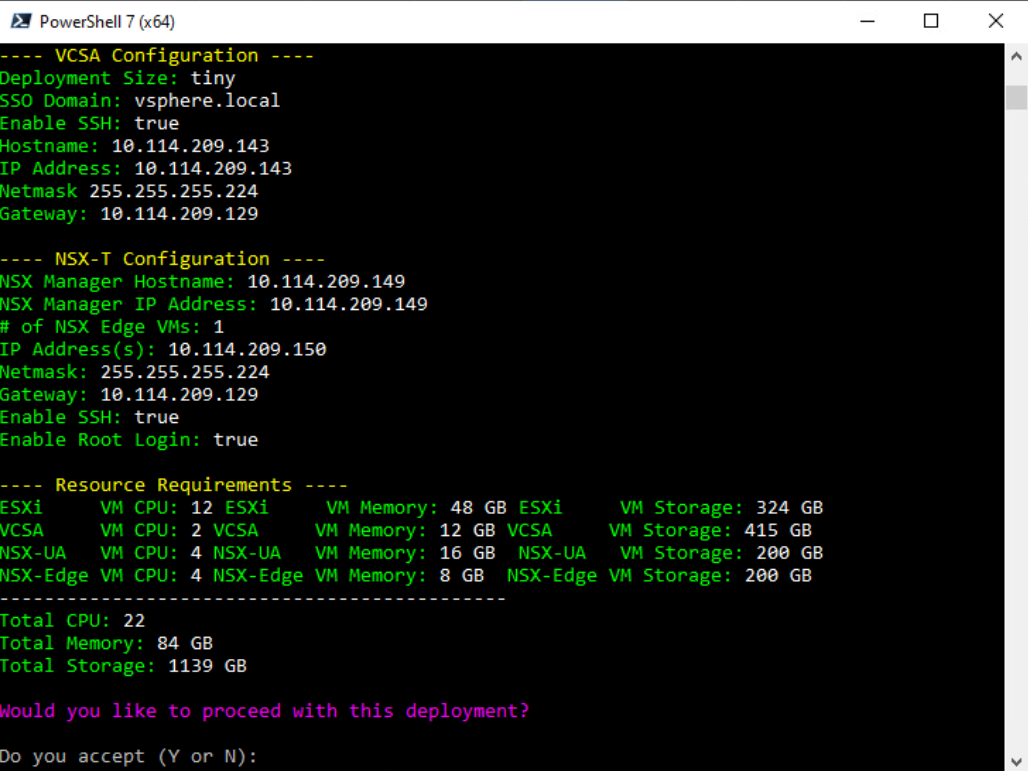 PowerShell 7 (x64)
---- VCSA Configuration ----
Deployment Size: tiny
SSO Domain: vsphere.local
Enable SSH: true
Hostname: 10.114.209.143
IP Address: 10.114.209.143
Netmask 255.255.255.224
Gateway: 10.114.209.129
---- NSX-T Configuration ----
NSX Manager Hostname: 10.114.209.149
NSX Manager IP Address: 10.114.209.149
# of NSX Edge VMs: 1
IP Address(s): 10.114.209.150
Netmask: 255.255.255.224
Gateway: 10.114.209.129
Enable SSH: true
Enable Root Login: true
---- Resource Requirements ----
ESXi     VM CPU: 12 ESXi     VM Memory: 48 GB ESXi     VM Storage: 324 GB
VCSA     VM CPU: 2 VCSA     VM Memory: 12 GB VCSA     VM Storage: 415 GB
NSX-UA   VM CPU: 4 NSX-UA   VM Memory: 16 GB  NSX-UA   VM Storage: 200 GB
NSX-Edge VM CPU: 4 NSX-Edge VM Memory: 8 GB  NSX-Edge VM Storage: 200 GB
---------------------------------------------
Total CPU: 22
Total Memory: 84 GB
Total Storage: 1139 GB
Would you like to proceed with this deployment?
Do you accept (Y or N):